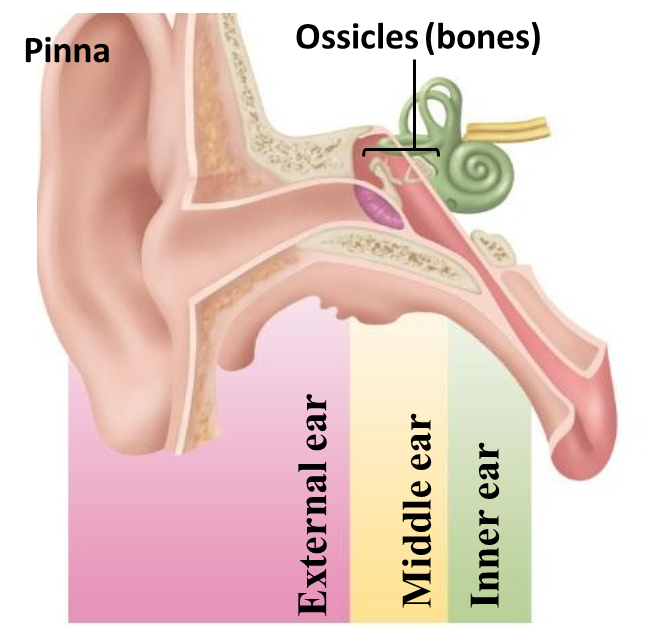 Ossicles (bones)
Pinna
External ear
Middle ear
Inner ear